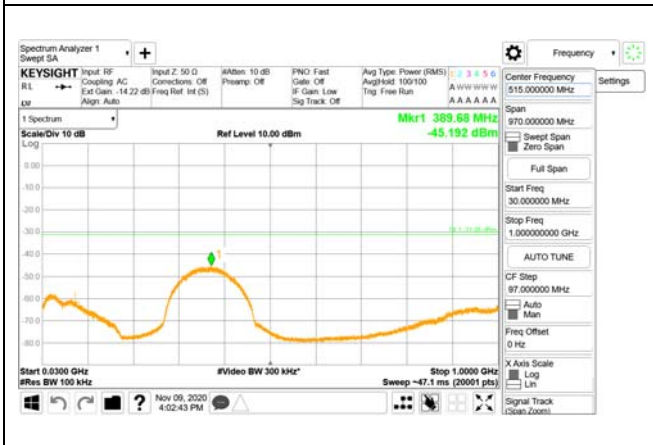 Spectrum Analyzer 1
Swept SA
Frequency
KEYSIGHT
Input: RF
Input Z: 50 Ω
#Atten: 10 dB
PNO: Fast
Avg Type: Power (RMS)
1 2 3 4 5 6
RL
Coupling: AC
Corrections: Off
Preamp: Off
Gate: Off
Avg|Hold: 100/100
A W W W W W
Ext Gain: -14.22 dB
Freq Ref: Int (S)
IF Gain: Low
Trig: Free Run
Align: Auto
Sig Track: Off
A A A A A A
Center Frequency
515.000000 MHz
Settings
1 Spectrum
Mkr1 389.68 MHz
Scale/Div 10 dB
Ref Level 10.00 dBm
-45.192 dBm
Log
Span
970.000000 MHz
Swept Span
Zero Span
Full Span
Start Freq
30.000000 MHz
Stop Freq
1.000000000 GHz
AUTO TUNE
CF Step
97.000000 MHz
Auto
Man
Freq Offset
0 Hz
X Axis Scale
Log
Lin
Signal Track
(Span Zoom)
0.00
-10.0
-20.0
-30.0
-40.0
-50.0
-60.0
-70.0
-80.0
1
Start 0.0300 GHz
#Video BW 300 kHz*
Stop 1.0000 GHz
#Res BW 100 kHz
Sweep ~47.1 ms (20001 pts)
?
Nov 09, 2020
4:02:43 PM